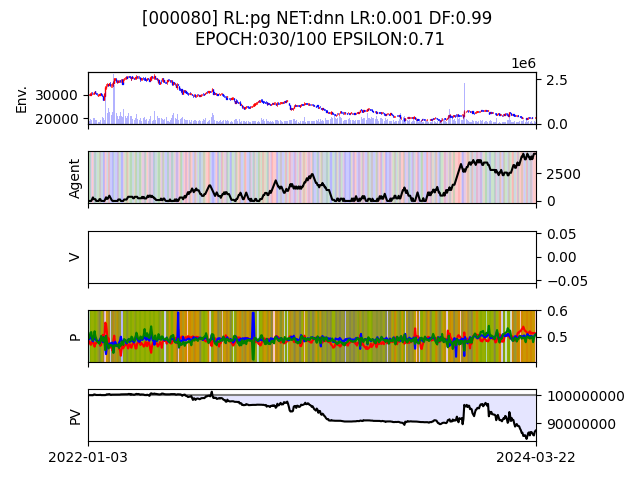 [000080] RL:pg NET:dnn LR:0.001 DF:0.99
EPOCH:030/100 EPSILON:0.71
1e6
Env.
30000
20000
2.5
0.0
Agent
2500
0
V
0.05
0.00
−0.05
P
0.6
0.5
PV
100000000
90000000
2022-01-03
2024-03-22